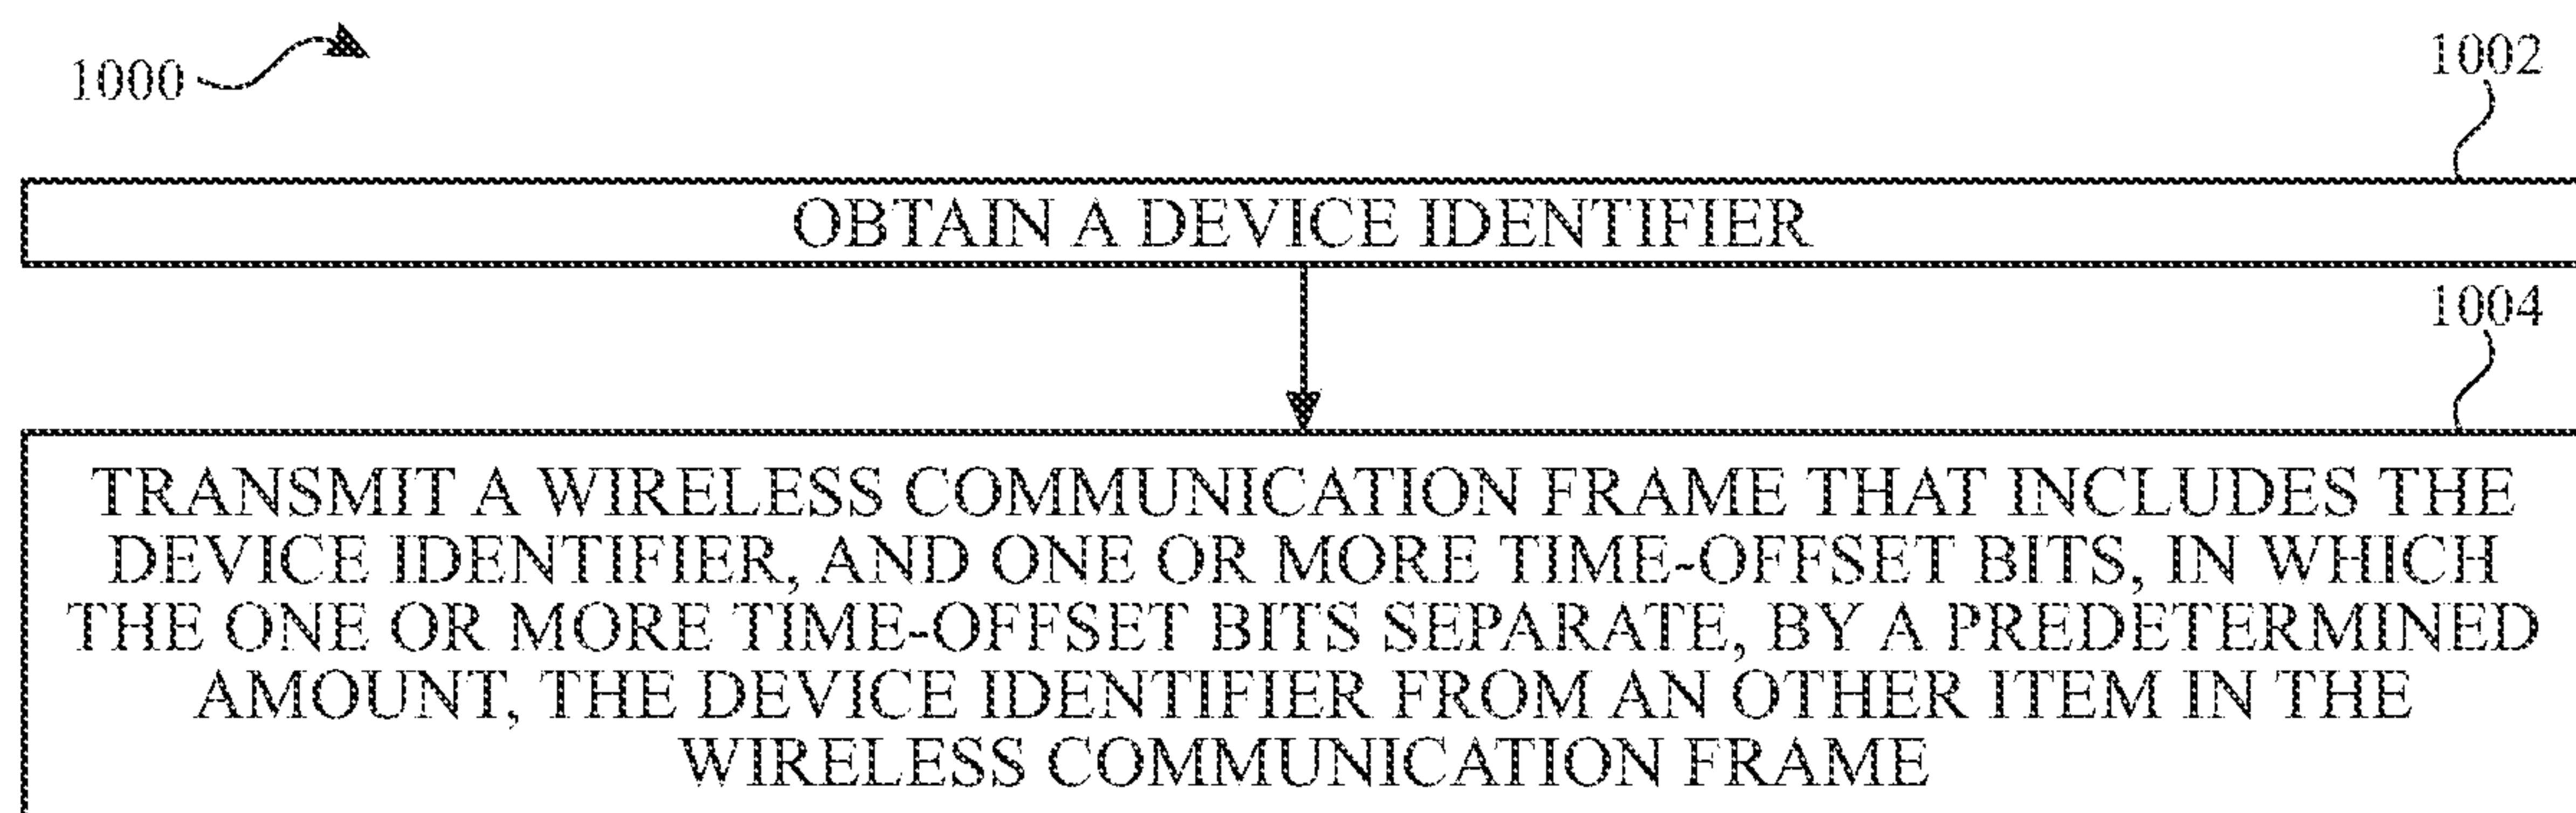 1000
1002
OBTAIN A DEVICE IDENTIFIER
1004
TRANSMIT A WIRELESS COMMUNICATION FRAME THAT INCLUDES THE
DEVICE IDENTIFIER, AND ONE OR MORE TIME-OFFSET BITS, IN WHICH
THE ONE OR MORE TIME-OFFSET BITS SEPARATE, BY A PREDETERMINED
AMOUNT, THE DEVICE IDENTIFIER FROM AN OTHER ITEM IN THE
WIRELESS COMMUNICATION FRAME